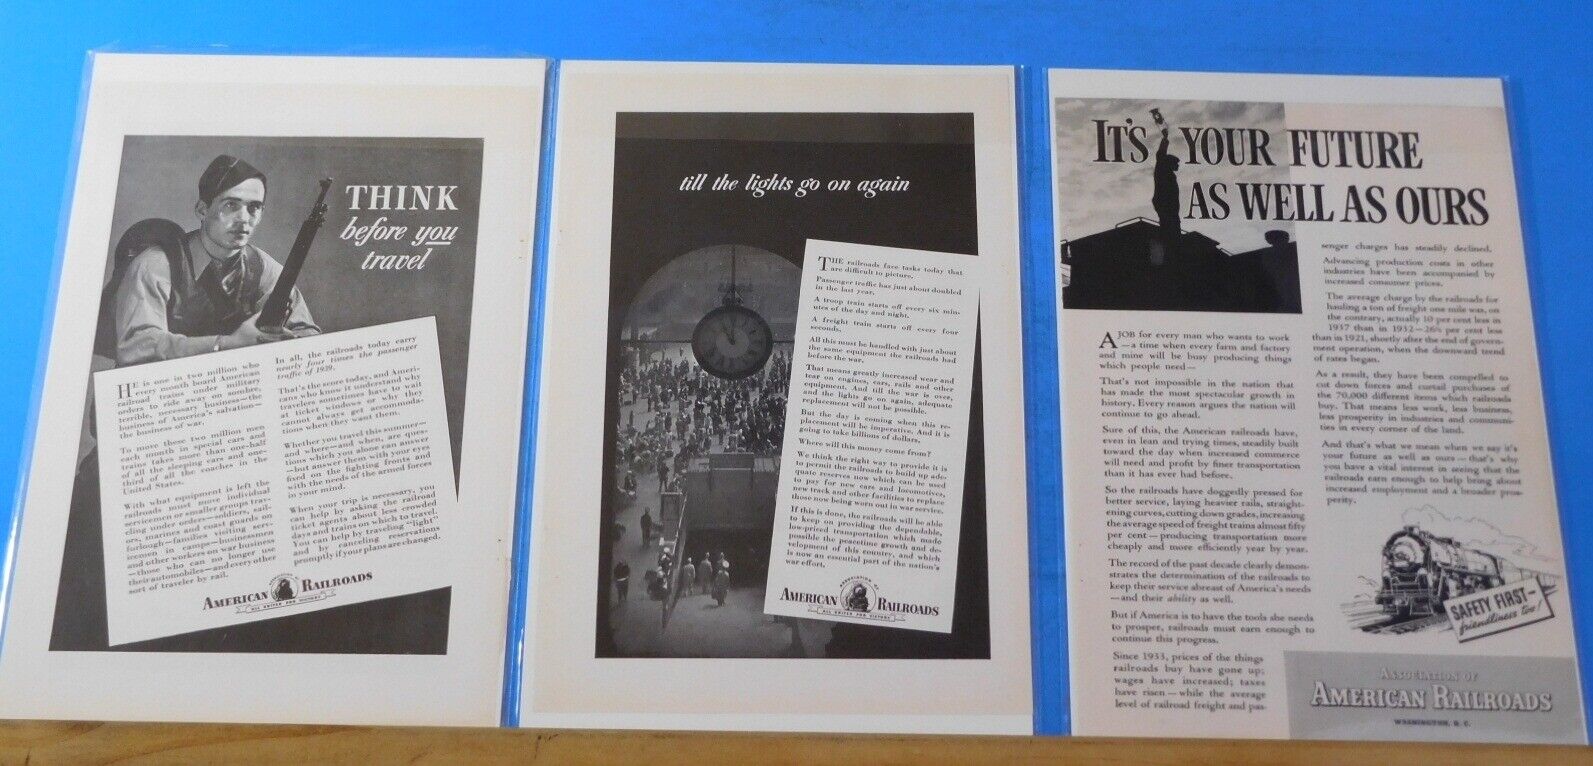 THINK
before you
travel
HE is one in two million who
every month board American
railroad trains under military
orders to ride away on somber,
terrible, necessary business—the
business of America's salvation—
the business of war.
To move these two million men
each month in special cars and
trains takes more than one-half
of all the sleeping cars and one-
third of all the coaches in the
United States.
With what equipment is left the
railroads must move individual
servicemen or smaller groups trav-
eling under orders—soldiers, sail-
ors, marines and coast guards on
furlough—families visiting serv-
icemen in camps—businessmen
and other workers on war business
—those who can no longer use
their automobiles—and every other
sort of traveler by rail.
In all, the railroads today carry
nearly four times the passenger
traffic of 1939.
That's the score today, and Ameri-
cans who know it understand why
travelers sometimes have to wait
at ticket windows or why they
cannot always get accommoda-
tions when they want them.
Whether you travel this summer—
and where—and when, are ques-
tions which you alone can answer
—but answer them with your eyes
fixed on the fighting fronts and
with the needs of the armed forces
in your mind.
When your trip is necessary, you
can help by asking the railroad
ticket agents about less crowded
days and trains on which to travel.
You can help by traveling "light",
and by canceling reservations
promptly if your plans are changed.
AMERICAN RAILROADS
ALL UNITED FOR VICTORY
till the lights go on again
THE railroads face tasks today that
are difficult to picture.
Passenger traffic has just about doubled
in the last year.
A troop train starts off every six min-
utes of the day and night.
A freight train starts off every four
seconds.
All this must be handled with just about
the same equipment the railroads had
before the war.
That means greatly increased wear and
tear on engines, cars, rails and other
equipment. And till the war is over,
and the lights go on again, adequate
replacement will not be possible.
But the day is coming when this re-
placement will be imperative. And it is
going to take billions of dollars.
Where will this money come from?
We think the right way to provide it is
to permit the railroads to build up ade-
quate reserves now which can be used
to pay for new cars and locomotives,
new track and other facilities to replace
those now being worn out in war service.
If this is done, the railroads will be able
to keep on providing the dependable,
low-priced transportation which made
possible the peacetime growth and de-
velopment of this country, and which
is now an essential part of the nation's
war effort.
ASSOCIATION OF
AMERICAN RAILROADS
ALL UNITED FOR VICTORY
IT'S YOUR FUTURE
AS WELL AS OURS
A JOB for every man who wants to work
—a time when every farm and factory
and mine will be busy producing things
which people need—
That's not impossible in the nation that
has made the most spectacular growth in
history. Every reason argues the nation will
continue to go ahead.
Sure of this, the American railroads have,
even in lean and trying times, steadily built
toward the day when increased commerce
will need and profit by finer transportation
than it has ever had before.
So the railroads have doggedly pressed for
better service, laying heavier rails, straight-
ening curves, cutting down grades, increasing
the average speed of freight trains almost fifty
per cent—producing transportation more
cheaply and more efficiently year by year.
The record of the past decade clearly demon-
strates the determination of the railroads to
keep their service abreast of America's needs
—and their ability as well.
But if America is to have the tools she needs
to prosper, railroads must earn enough to
continue this progress.
Since 1933, prices of the things
railroads buy have gone up;
wages have increased; taxes
have risen—while the average
level of railroad freight and pas-
senger charges has steadily declined.
Advancing production costs in other
industries have been accompanied by
increased consumer prices.
The average charge by the railroads for
hauling a ton of freight one mile was, on
the contrary, actually 10 per cent less in
1937 than in 1932—26½ per cent less
than in 1921, shortly after the end of govern-
ment operation, when the downward trend
of rates began.
As a result, they have been compelled to
cut down forces and curtail purchases of
the 70,000 different items which railroads
buy. That means less work, less business,
less prosperity in industries and communi-
ties in every corner of the land.
And that's what we mean when we say it's
your future as well as ours—that's why
you have a vital interest in seeing that the
railroads earn enough to help bring about
increased employment and a broader pros-
perity.
SAFETY FIRST—
friendliness too!
ASSOCIATION OF
AMERICAN RAILROADS
WASHINGTON, D. C.